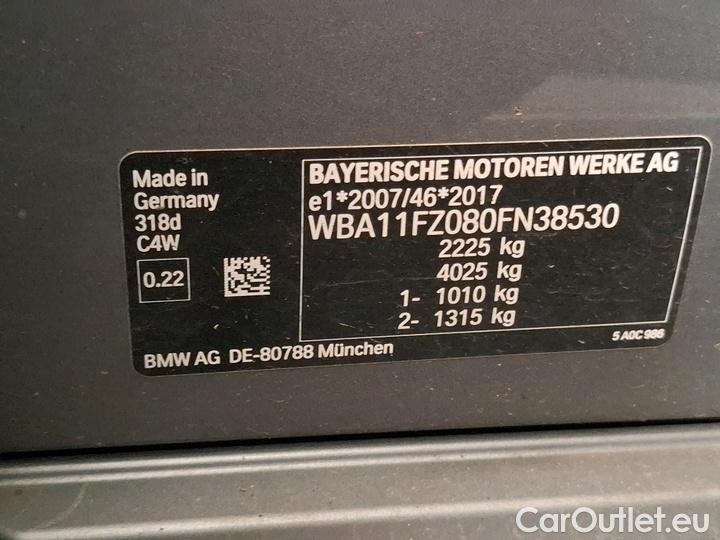 Made in
Germany
318d
C4W
0.22
BMW AG DE-80788 München
BAYERISCHE MOTOREN WERKE AG
e1*2007/46*2017
WBA11FZ080FN38530
2225 kg
4025 kg
1- 1010 kg
2- 1315 kg
5 A0C 986
CarOutlet.eu